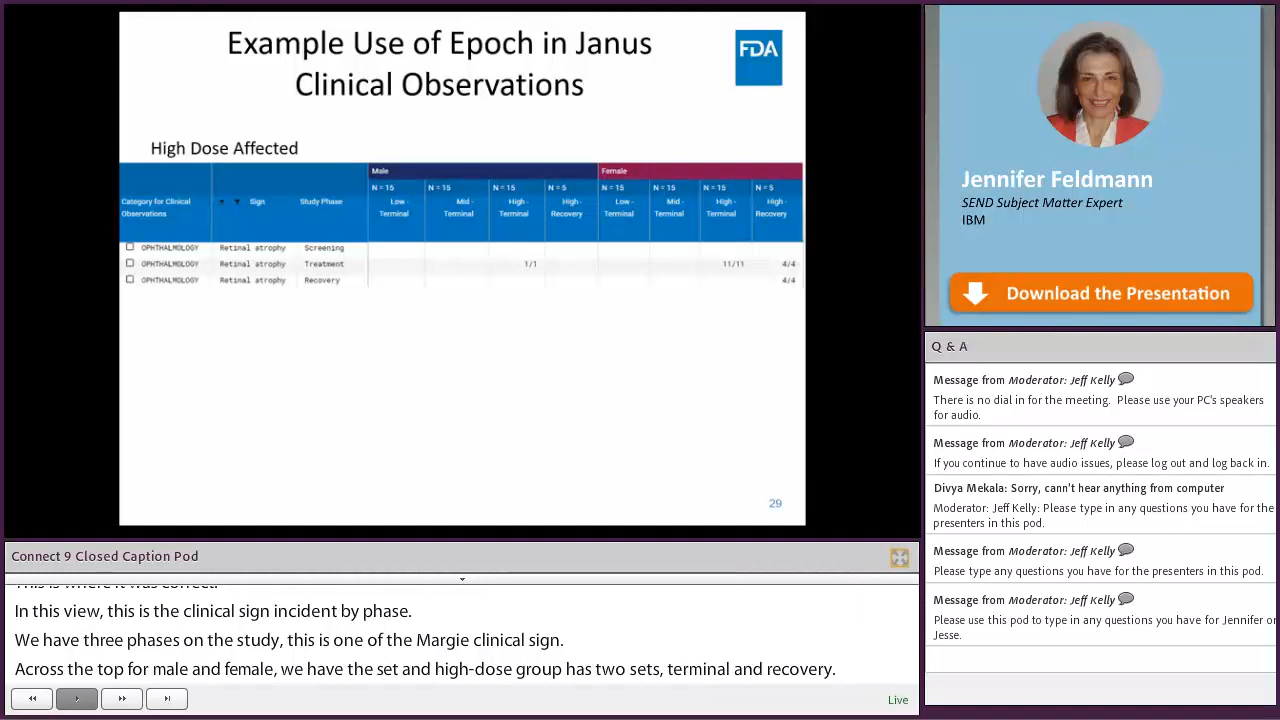 Example Use of Epoch in Janus
Clinical Observations
FDA
High Dose Affected
Male
Female
N = 15 N = 15 N = 15 N = 5 N = 15 N = 15 N = 15 N = 5
Category for Clinical Observations Sign Study Phase Low - Terminal Mid - Terminal High - Terminal High - Recovery Low - Terminal Mid - Terminal High - Terminal High - Recovery
OPHTHALMOLOGY Retinal atrophy Screening
OPHTHALMOLOGY Retinal atrophy Treatment 1/1 11/11 4/4
OPHTHALMOLOGY Retinal atrophy Recovery 4/4
29
Jennifer Feldmann
SEND Subject Matter Expert
IBM
Download the Presentation
Q & A
Message from Moderator: Jeff Kelly
There is no dial in for the meeting. Please use your PC's speakers
for audio.
Message from Moderator: Jeff Kelly
If you continue to have audio issues, please log out and log back in.
Divya Mekala: Sorry, cann't hear anything from computer
Moderator: Jeff Kelly: Please type in any questions you have for the
presenters in this pod.
Message from Moderator: Jeff Kelly
Please type any questions you have for the presenters in this pod.
Message from Moderator: Jeff Kelly
Please use this pod to type in any questions you have for Jennifer or
Jesse.
Connect 9 Closed Caption Pod
This is where it was correct.
In this view, this is the clinical sign incident by phase.
We have three phases on the study, this is one of the Margie clinical sign.
Across the top for male and female, we have the set and high-dose group has two sets, terminal and recovery.
Live